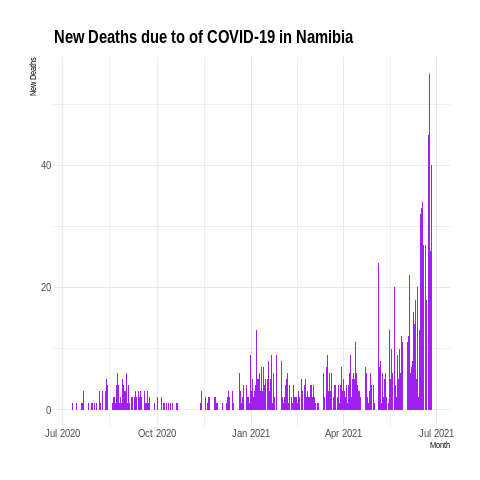 New Deaths due to of COVID-19 in Namibia
New Deaths
40
20
0
Jul 2020
Oct 2020
Jan 2021
Apr 2021
Jul 2021
Month